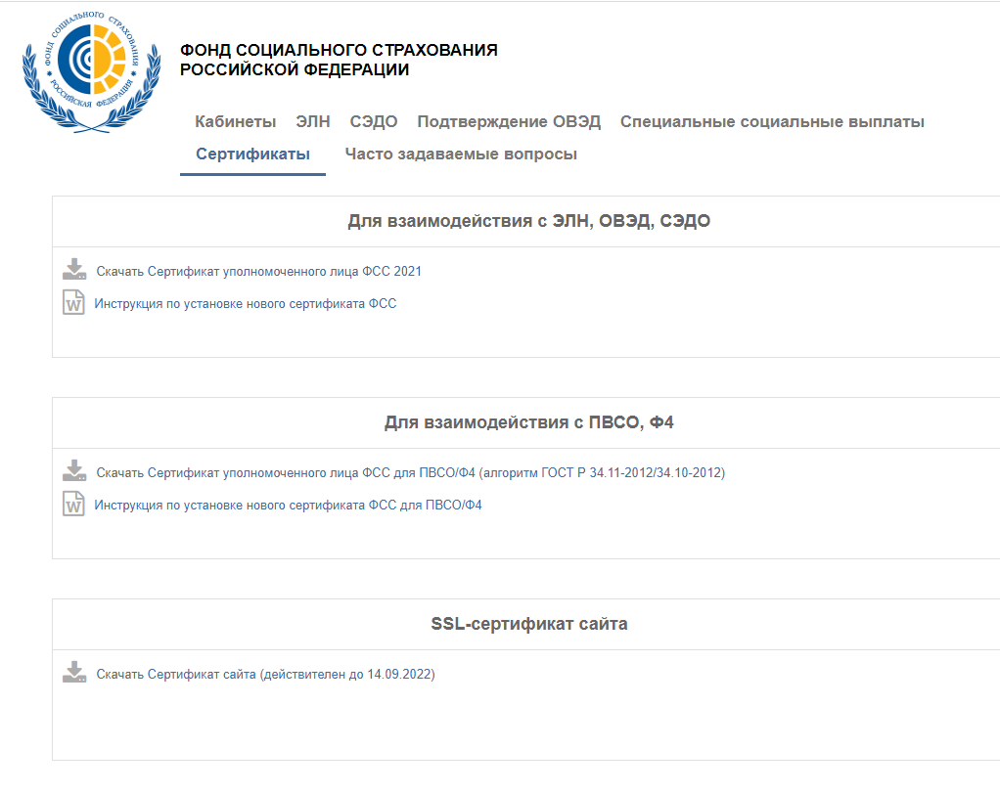 ФОНД СОЦИАЛЬНОГО СТРАХОВАНИЯ
РОССИЙСКАЯ ФЕДЕРАЦИЯ
ФОНД СОЦИАЛЬНОГО СТРАХОВАНИЯ
РОССИЙСКОЙ ФЕДЕРАЦИИ
Кабинеты ЭЛН СЭДО Подтверждение ОВЭД Специальные социальные выплаты
Сертификаты Часто задаваемые вопросы
Для взаимодействия с ЭЛН, ОВЭД, СЭДО
Скачать Сертификат уполномоченного лица ФСС 2021
W Инструкция по установке нового сертификата ФСС
Для взаимодействия с ПВСО, Ф4
Скачать Сертификат уполномоченного лица ФСС для ПВСО/Ф4 (алгоритм ГОСТ Р 34.11-2012/34.10-2012)
W Инструкция по установке нового сертификата ФСС для ПВСО/Ф4
SSL-сертификат сайта
Скачать Сертификат сайта (действителен до 14.09.2022)